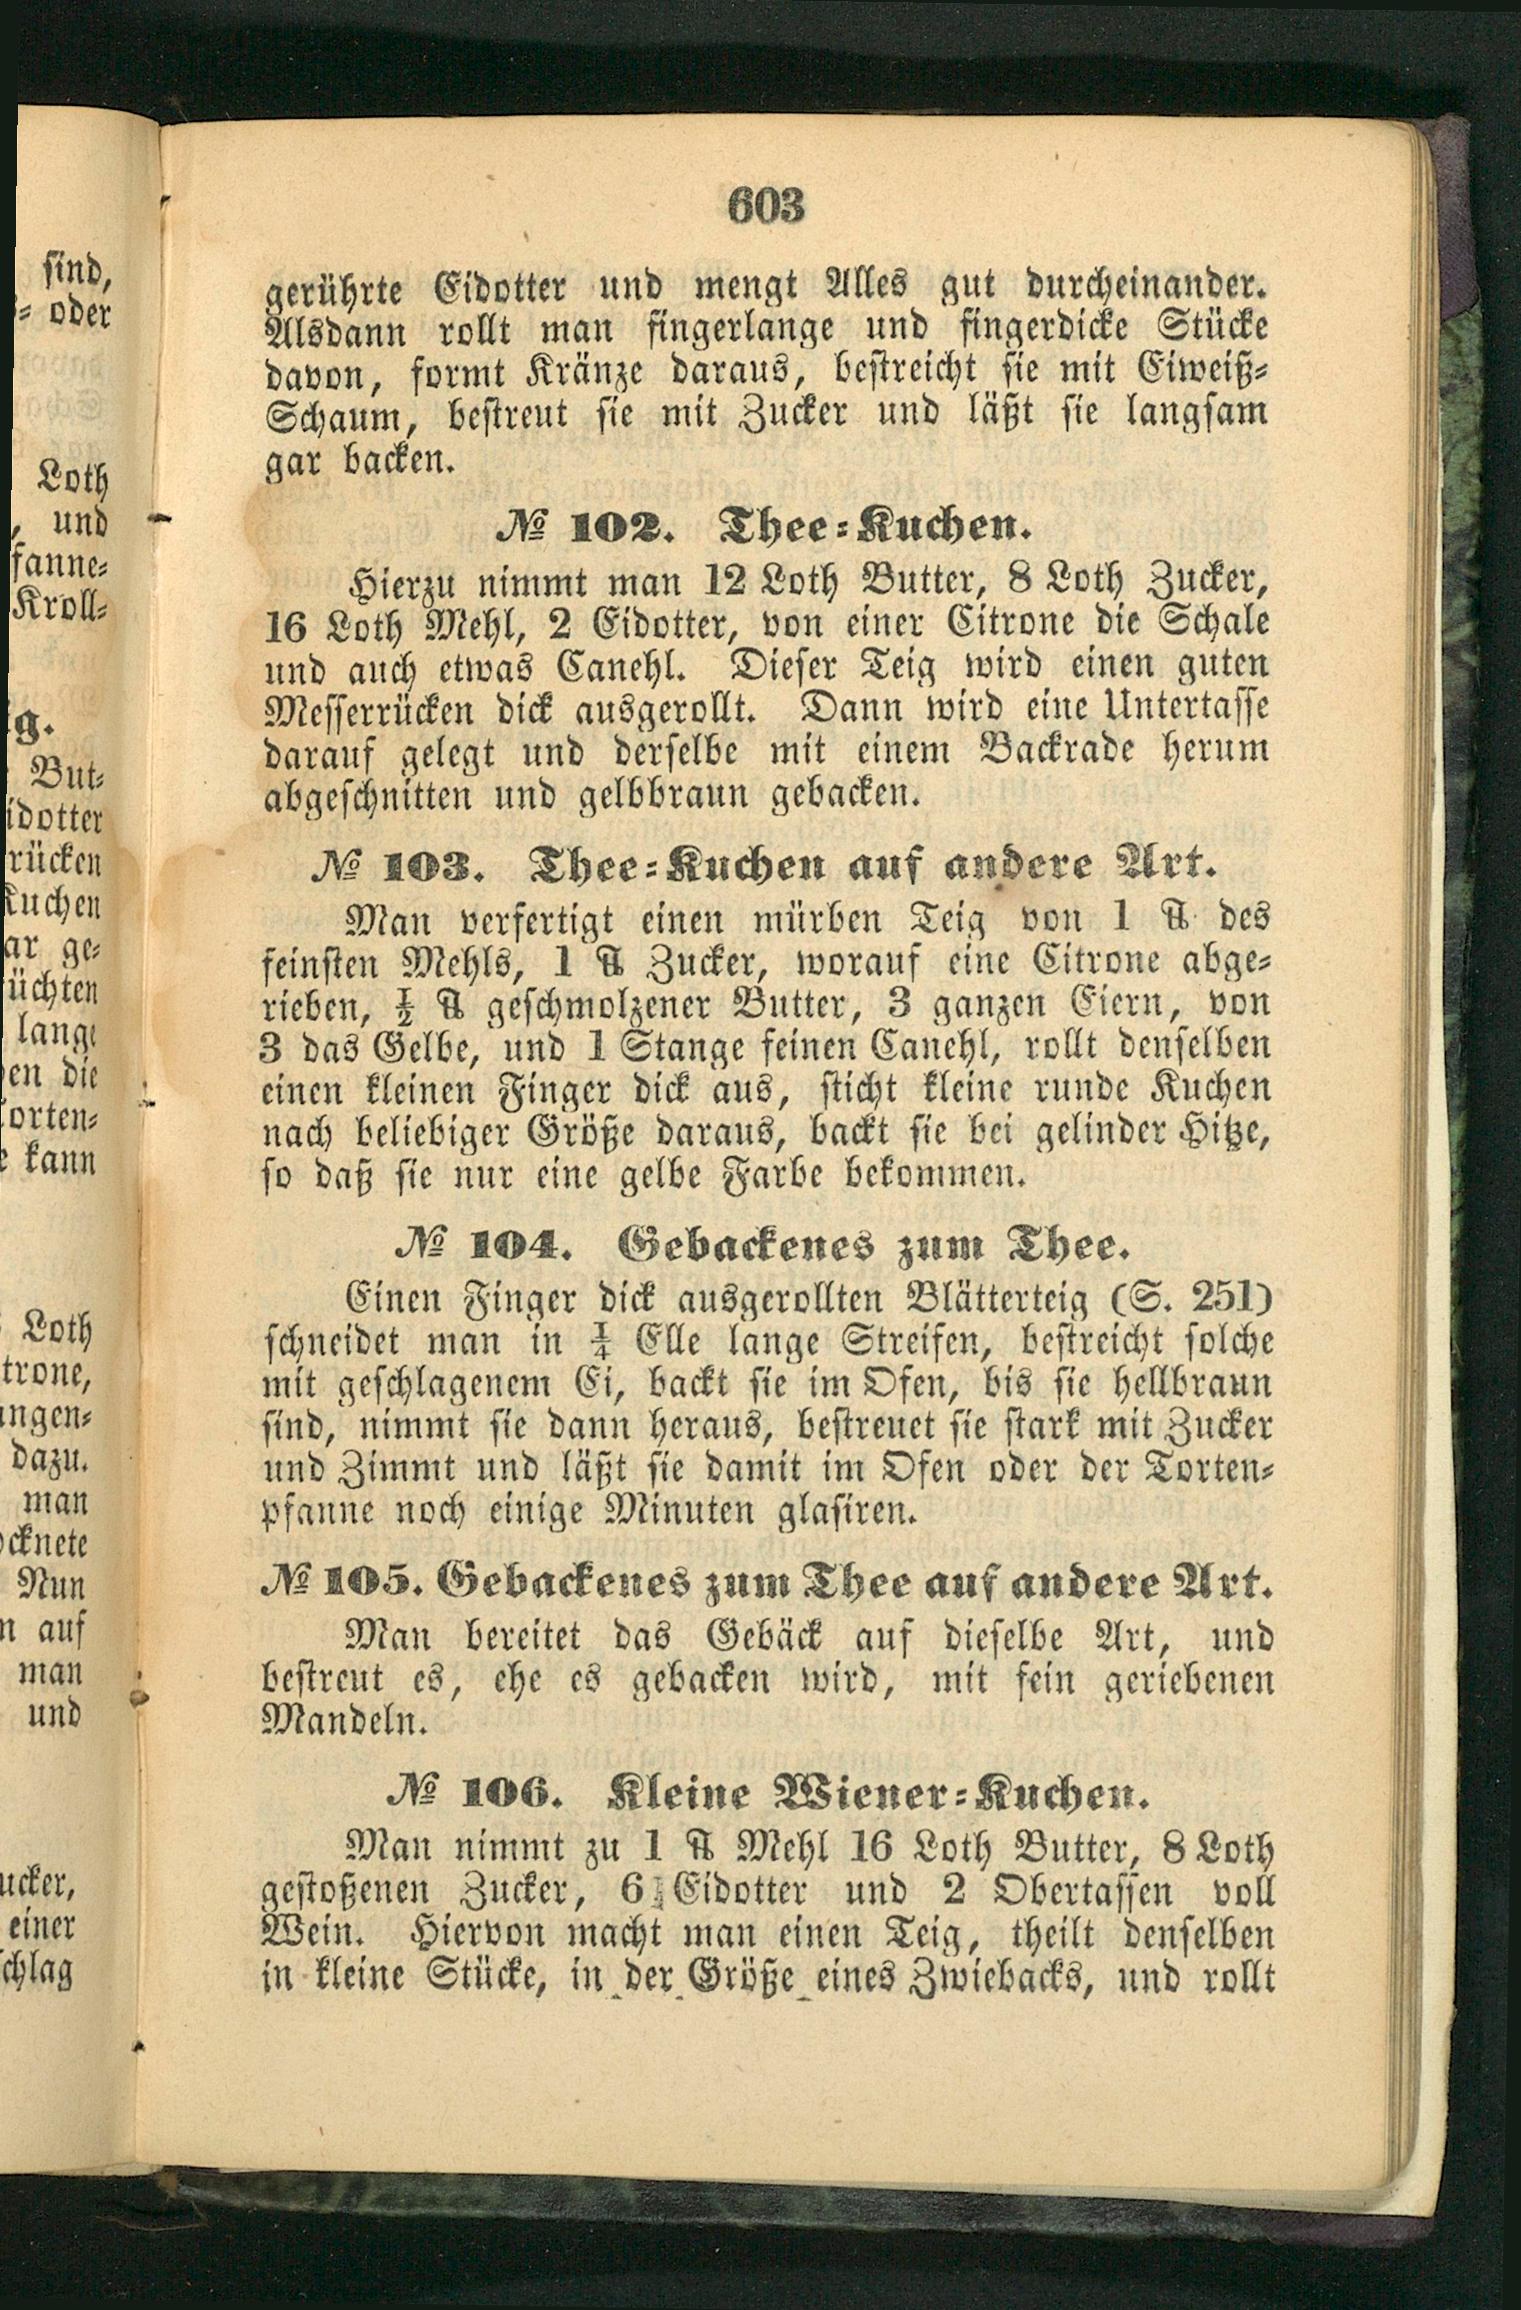 603
gerührte Eidotter und mengt Alles gut durcheinander.
Alsdann rollt man fingerlange und fingerdicke Stücke
davon, formt Kränze daraus, bestreicht sie mit Eiweiß-
Schaum, bestreut sie mit Zucker und läßt sie langsam
gar backen.
№ 102. Thee-Kuchen.
Hierzu nimmt man 12 Loth Butter, 8 Loth Zucker,
16 Loth Mehl, 2 Eidotter, von einer Citrone die Schale
und auch etwas Canehl. Dieser Teig wird einen guten
Messerrücken dick ausgerollt. Dann wird eine Untertasse
darauf gelegt und derselbe mit einem Backrade herum
abgeschnitten und gelbbraun gebacken.
№ 103. Thee-Kuchen auf andere Art.
Man verfertigt einen mürben Teig von 1 ℔ des
feinsten Mehls, 1 ℔ Zucker, worauf eine Citrone abge-
rieben, ½ ℔ geschmolzener Butter, 3 ganzen Eiern, von
3 das Gelbe, und 1 Stange feinen Canehl, rollt denselben
einen kleinen Finger dick aus, sticht kleine runde Kuchen
nach beliebiger Größe daraus, backt sie bei gelinder Hitze,
so daß sie nur eine gelbe Farbe bekommen.
№ 104. Gebackenes zum Thee.
Einen Finger dick ausgerollten Blätterteig (S. 251)
schneidet man in ¼ Elle lange Streifen, bestreicht solche
mit geschlagenem Ei, backt sie im Ofen, bis sie hellbraun
sind, nimmt sie dann heraus, bestreuet sie stark mit Zucker
und Zimmt und läßt sie damit im Ofen oder der Torten-
pfanne noch einige Minuten glasiren.
№ 105. Gebackenes zum Thee auf andere Art.
Man bereitet das Gebäck auf dieselbe Art, und
bestreut es, ehe es gebacken wird, mit fein geriebenen
Mandeln.
№ 106. Kleine Wiener-Kuchen.
Man nimmt zu 1 ℔ Mehl 16 Loth Butter, 8 Loth
gestoßenen Zucker, 6 Eidotter und 2 Obertassen voll
Wein. Hiervon macht man einen Teig, theilt denselben
in kleine Stücke, in der Größe eines Zwiebacks, und rollt